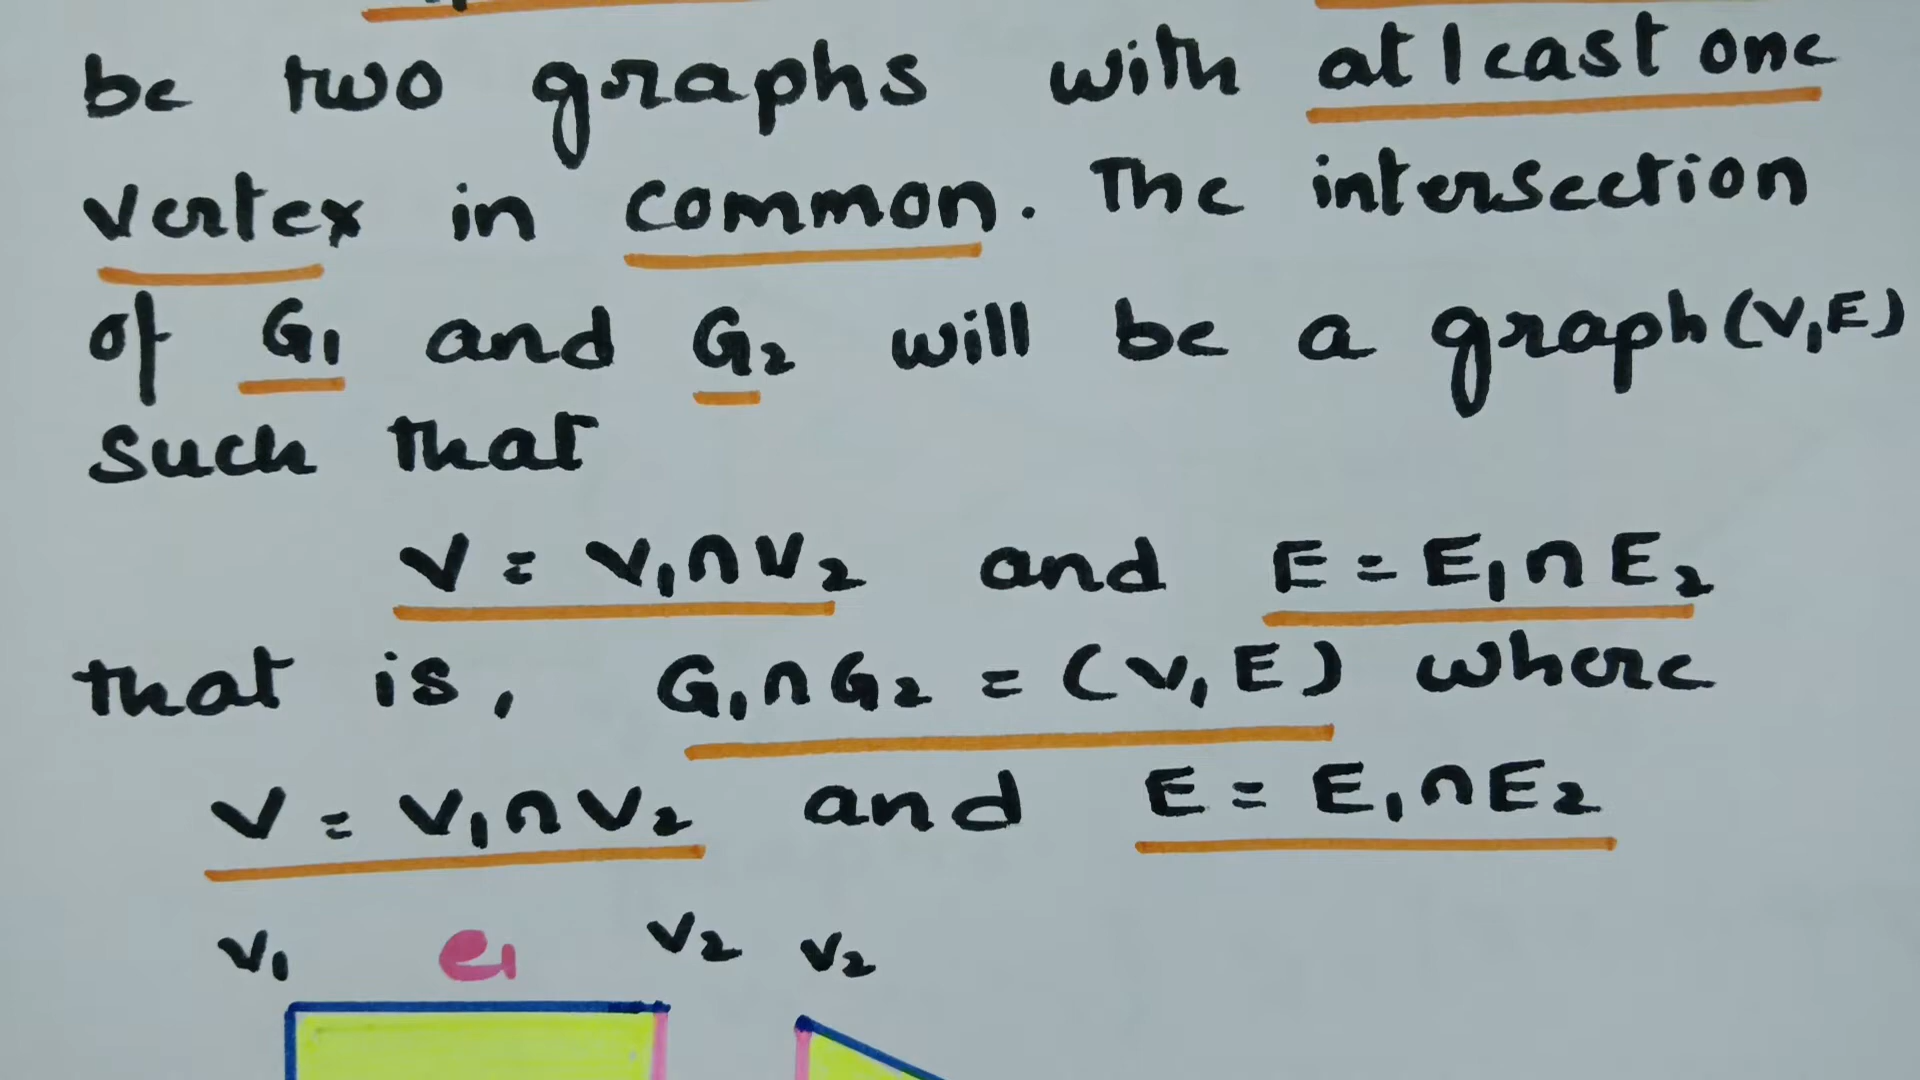 be two graphs with at least one
vertex in common. The intersection
of G₁ and G₂ will be a graph (V,E)
such that
V = V₁∩V₂ and E = E₁∩E₂
that is, G₁∩G₂ = (V,E) where
V = V₁∩V₂ and E = E₁∩E₂
V₁ e₁ V₂ V₂